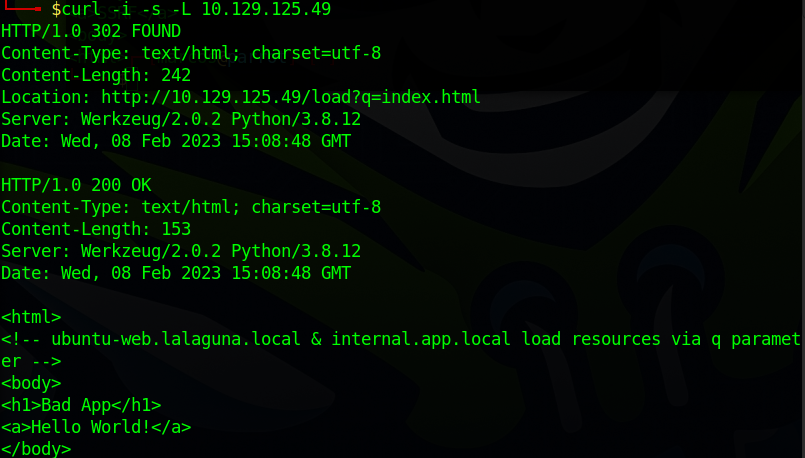 $curl -i -s -L 10.129.125.49
HTTP/1.0 302 FOUND
Content-Type: text/html; charset=utf-8
Content-Length: 242
Location: http://10.129.125.49/load?q=index.html
Server: Werkzeug/2.0.2 Python/3.8.12
Date: Wed, 08 Feb 2023 15:08:48 GMT

HTTP/1.0 200 OK
Content-Type: text/html; charset=utf-8
Content-Length: 153
Server: Werkzeug/2.0.2 Python/3.8.12
Date: Wed, 08 Feb 2023 15:08:48 GMT

<html>
<!-- ubuntu-web.lalaguna.local & internal.app.local load resources via q paramet
er -->
<body>
<h1>Bad App</h1>
<a>Hello World!</a>
</body>